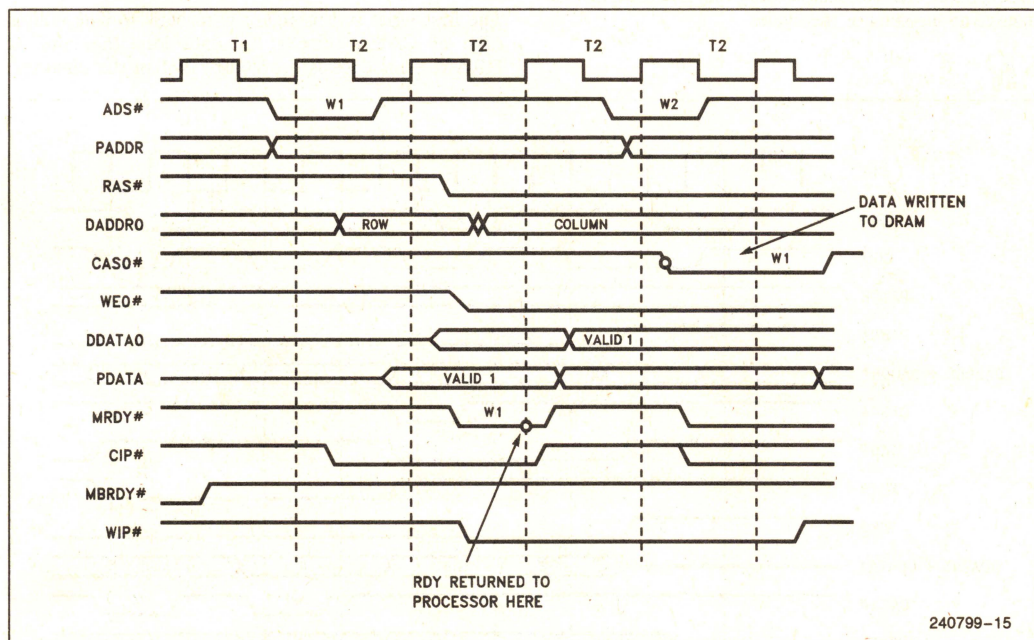 T1 T2 T2 T2 T2
ADS# W1 W2
PADDR
RAS#
DADDR0 ROW COLUMN
DATA WRITTEN
TO DRAM
CAS0# W1
WE0#
DDATA0 VALID 1
PDATA VALID 1
MRDY# W1
CIP#
MBRDY#
WIP#
RDY RETURNED TO
PROCESSOR HERE
240799-15